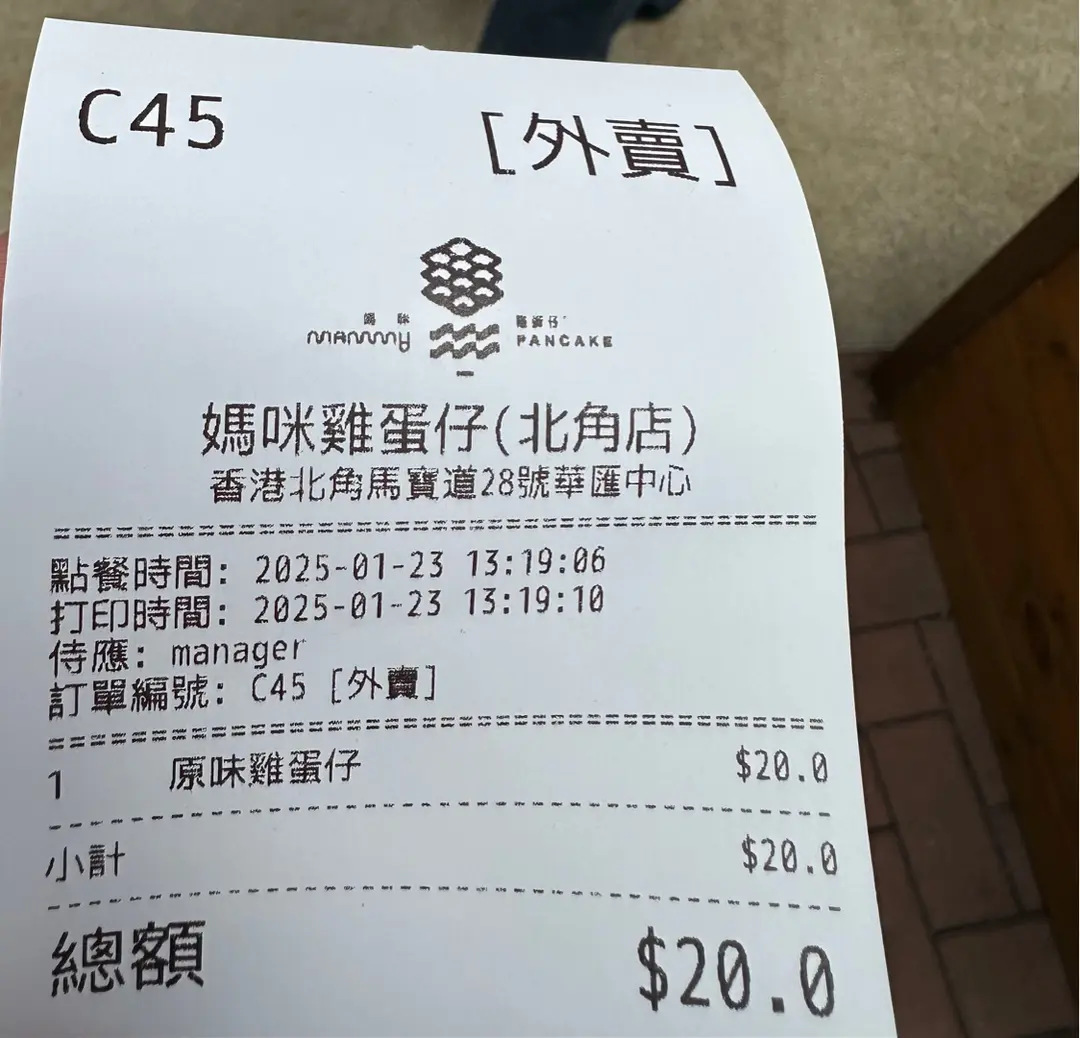 C45 [外賣]
媽咪 雞蛋仔
MAMMY PANCAKE
媽咪雞蛋仔(北角店)
香港北角馬寶道28號華匯中心
點餐時間: 2025-01-23 13:19:06
打印時間: 2025-01-23 13:19:10
侍應: manager
訂單編號: C45 [外賣]
1 原味雞蛋仔 $20.0
小計 $20.0
總額 $20.0